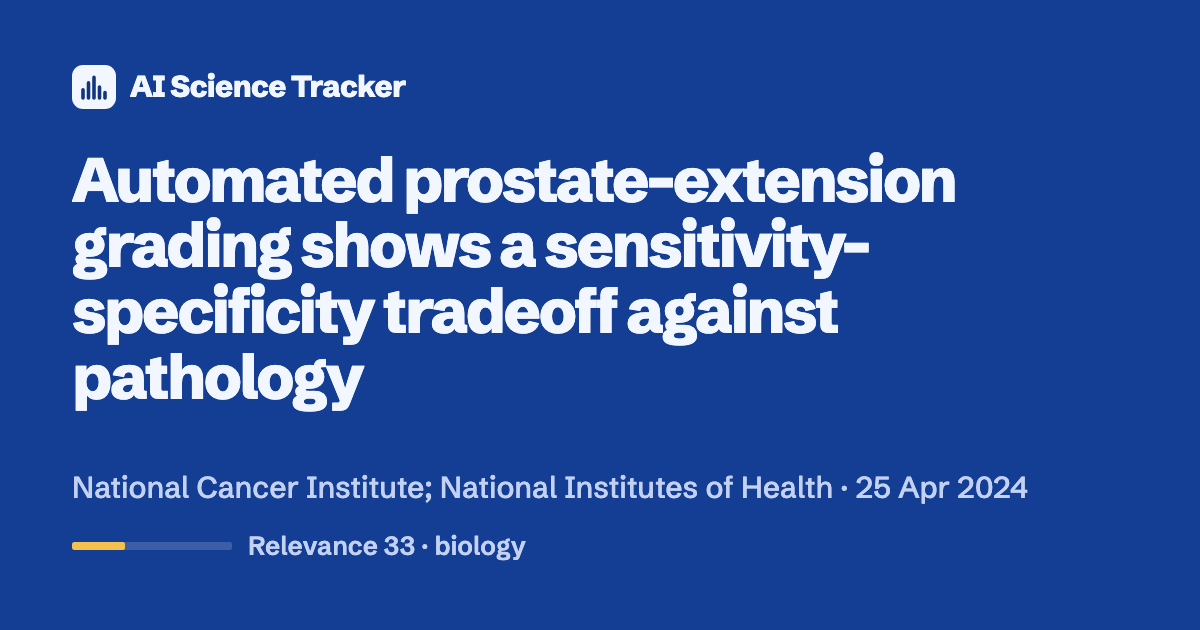 AI Science Tracker
Automated prostate-extension
grading shows a sensitivity-
specificity tradeoff against
pathology
National Cancer Institute; National Institutes of Health · 25 Apr 2024
Relevance 33 · biology